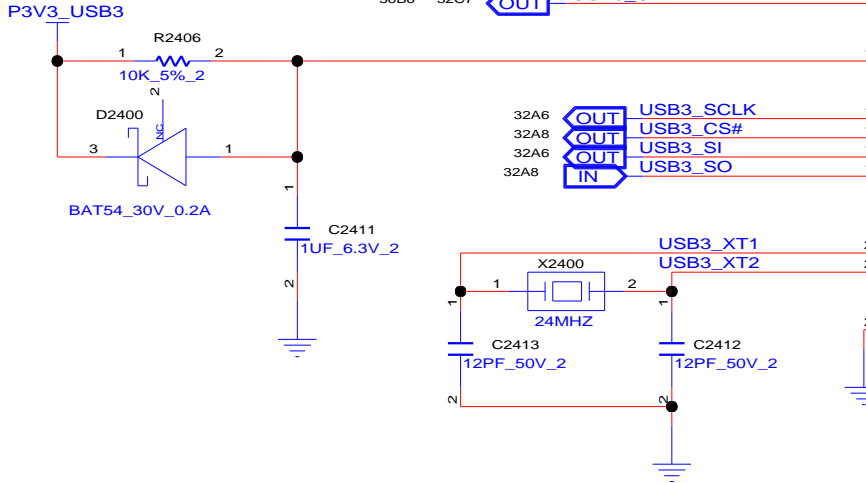 P3V3_USB3
OUT
R2406
1
2
10K_5%_2
2
NC
D2400
3
1
BAT54_30V_0.2A
1
C2411
1UF_6.3V_2
2
32A6
OUT
USB3_SCLK
32A8
OUT
USB3_CS#
32A6
OUT
USB3_SI
32A8
IN
USB3_SO
USB3_XT1
X2400
USB3_XT2
1
2
24MHZ
1
C2413
12PF_50V_2
2
1
C2412
12PF_50V_2
2